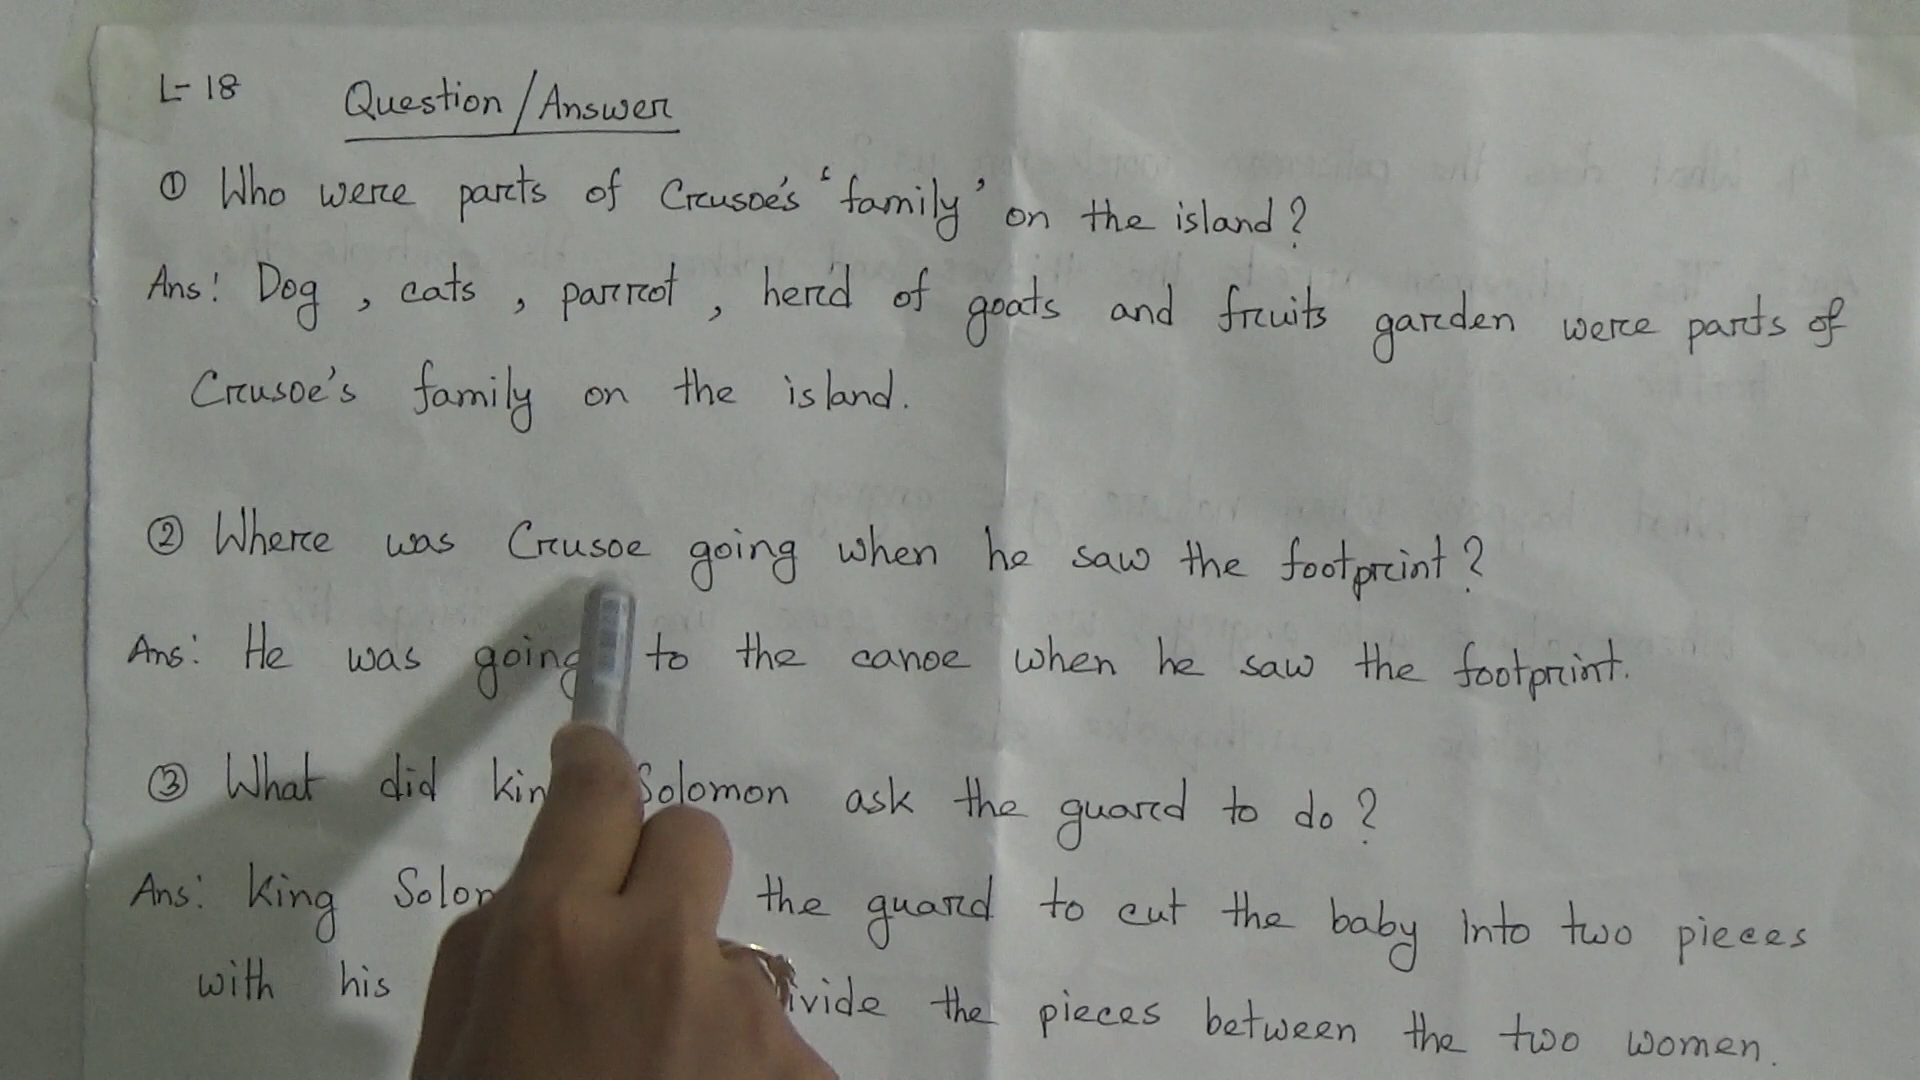 L-18 Question/Answer
① Who were parts of Crusoe's 'family' on the island?
Ans: Dog, cats, parrot, herd of goats and fruits garden were parts of
Crusoe's family on the island.
② Where was Crusoe going when he saw the footprint?
Ans: He was going to the canoe when he saw the footprint.
③ What did Solomon ask the guard to do?
Ans: King the guard to cut the baby into two pieces
with his the pieces between the two women.